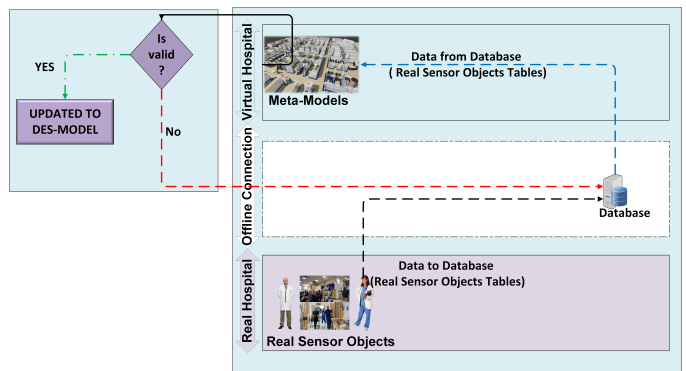 Is
valid
?
YES
UPDATED TO
DES-MODEL
No
Virtual Hospital
Data from Database
( Real Sensor Objects Tables)
Meta-Models
Offline Connection
Database
Real Hospital
Data to Database
(Real Sensor Objects Tables)
Real Sensor Objects